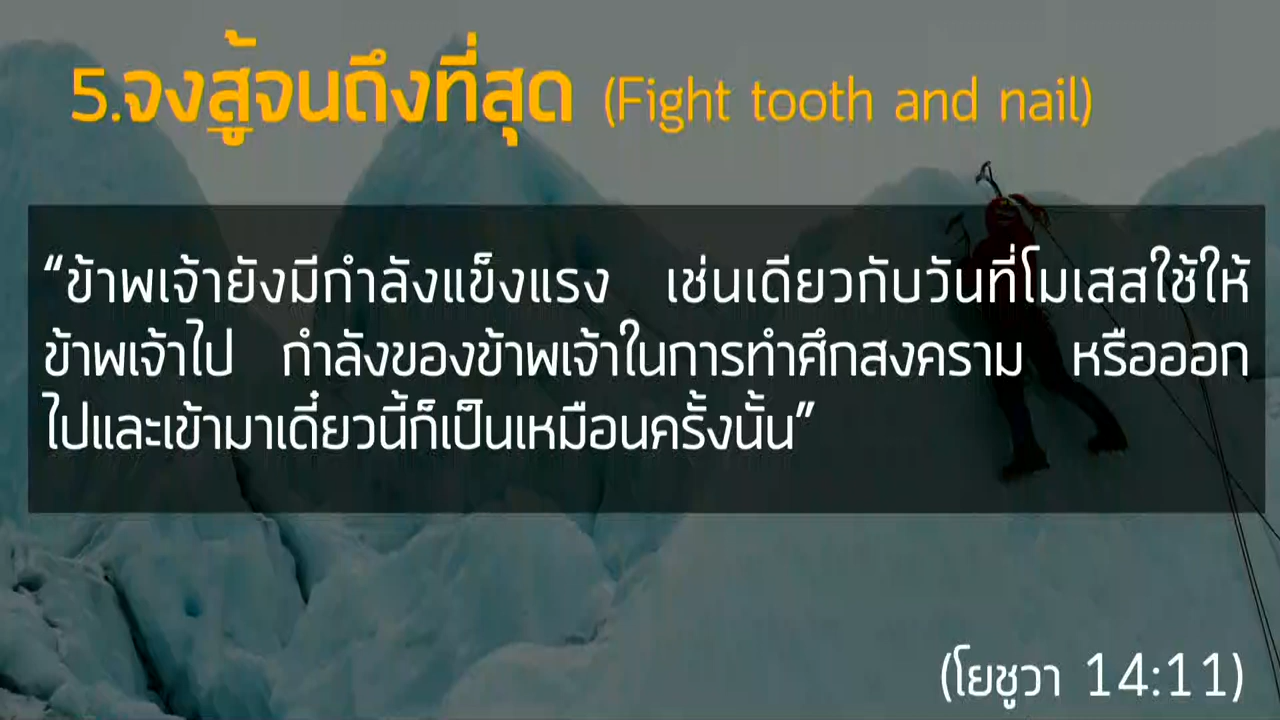 5.จงสู้จนถึงที่สุด (Fight tooth and nail)
“ข้าพเจ้ายังมีกำลังแข็งแรง เช่นเดียวกับวันที่โมเสสใช้ให้
ข้าพเจ้าไป กำลังของข้าพเจ้าในการทำศึกสงคราม หรือออก
ไปและเข้ามาเดี๋ยวนี้ก็เป็นเหมือนครั้งนั้น”
(โยชูวา 14:11)